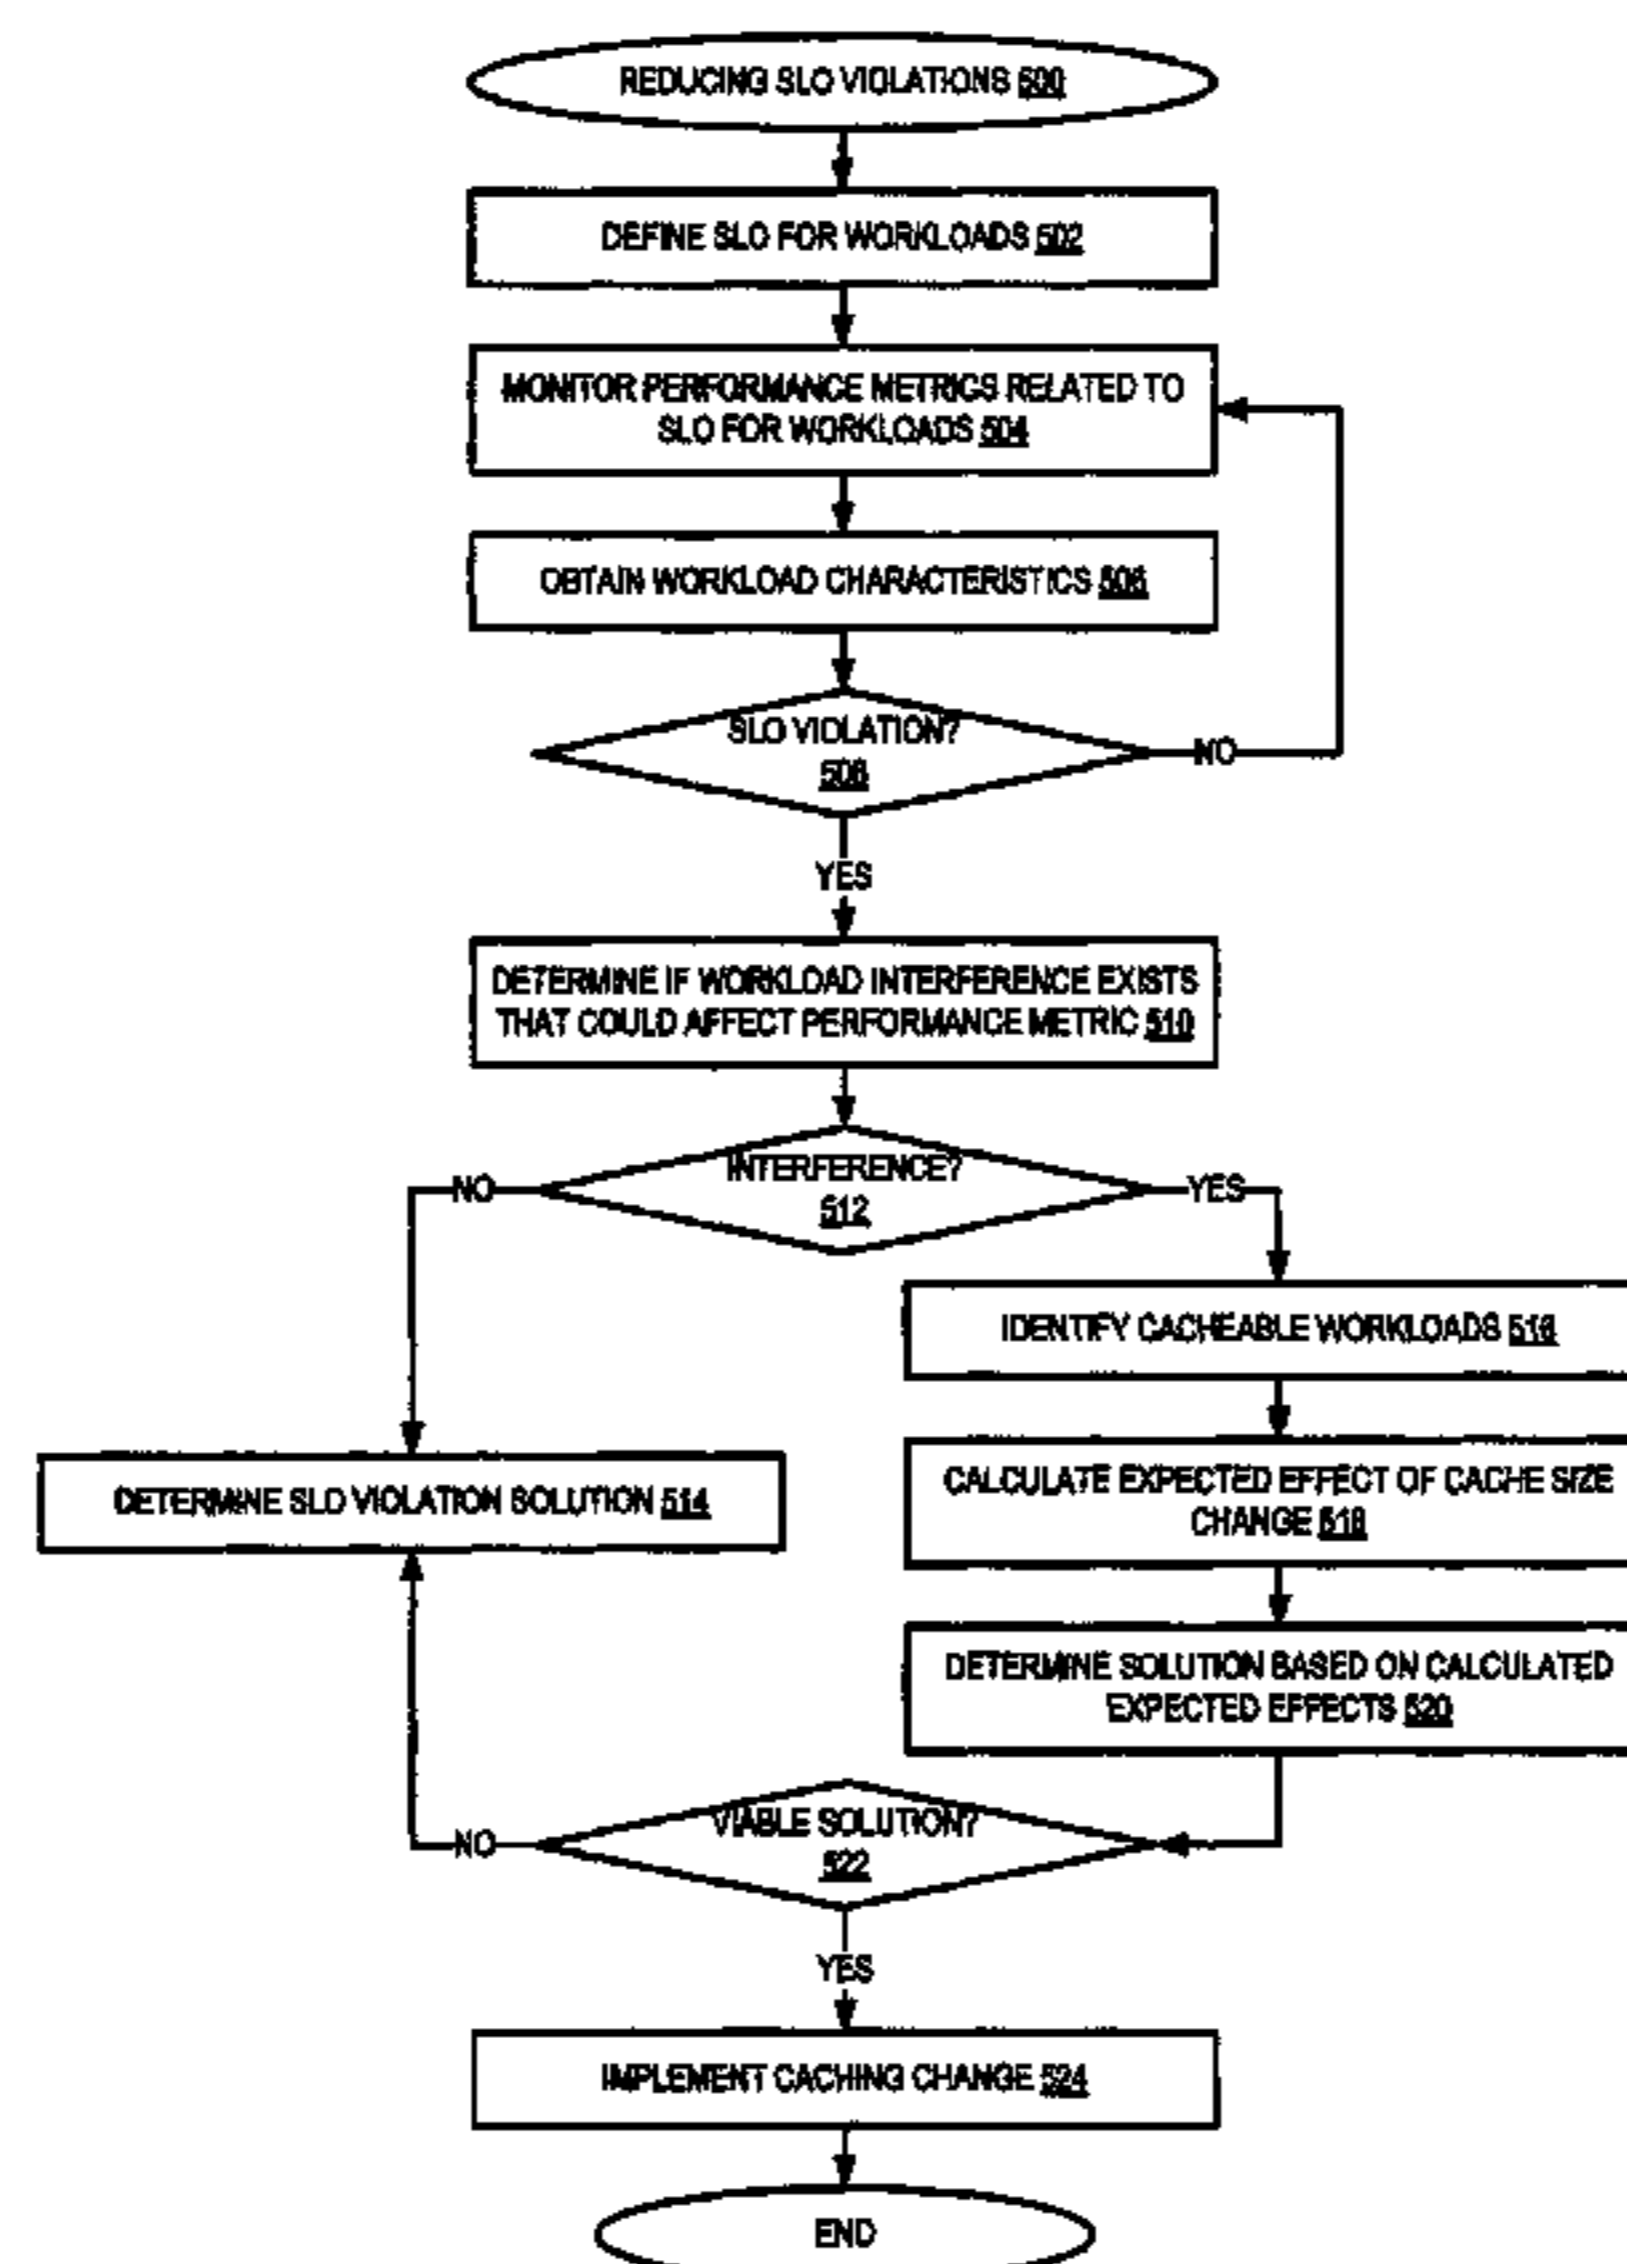 REDUCING SLO VIOLATIONS 500
DEFINE SLO FOR WORKLOADS 502
MONITOR PERFORMANCE METRICS RELATED TO
SLO FOR WORKLOADS 504
OBTAIN WORKLOAD CHARACTERISTICS 506
SLO VIOLATION?
508
NO
YES
DETERMINE IF WORKLOAD INTERFERENCE EXISTS
THAT COULD AFFECT PERFORMANCE METRIC 510
INTERFERENCE?
512
NO
YES
IDENTIFY CACHEABLE WORKLOADS 516
DETERMINE SLO VIOLATION SOLUTION 514
CALCULATE EXPECTED EFFECT OF CACHE SIZE
CHANGE 518
DETERMINE SOLUTION BASED ON CALCULATED
EXPECTED EFFECTS 520
VIABLE SOLUTION?
522
NO
YES
IMPLEMENT CACHING CHANGE 524
END